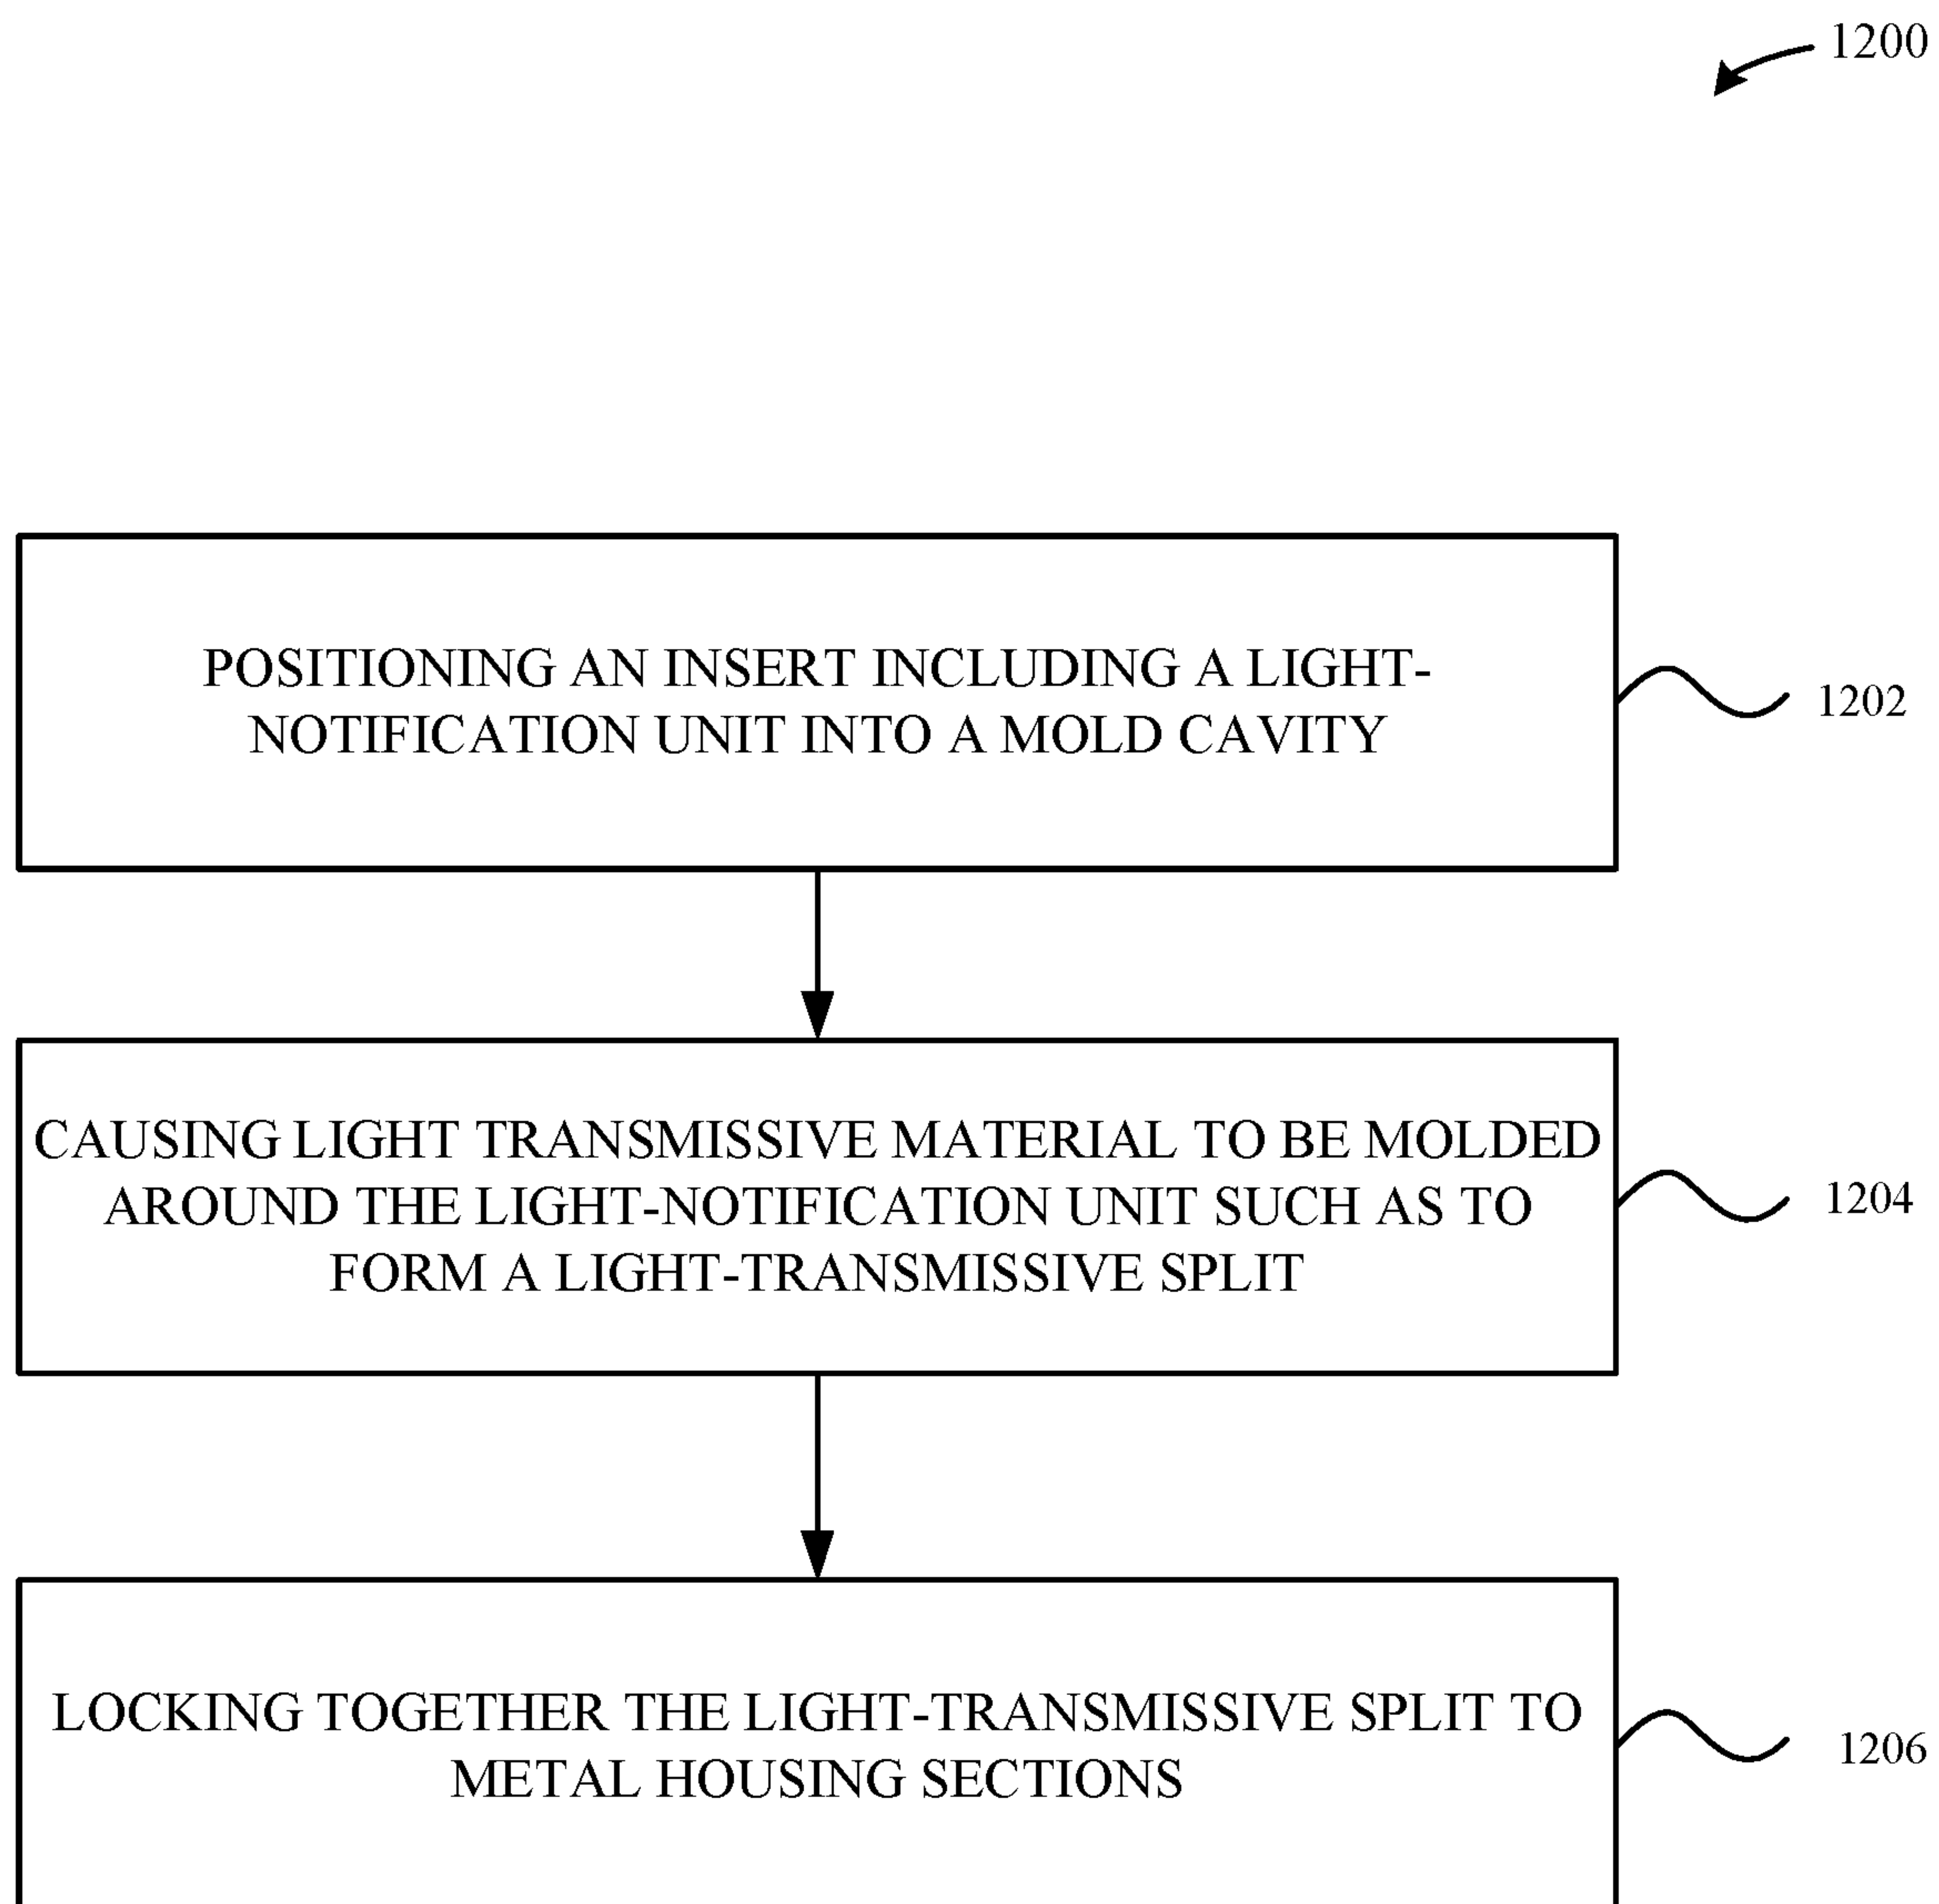 1200
POSITIONING AN INSERT INCLUDING A LIGHT-
NOTIFICATION UNIT INTO A MOLD CAVITY
1202
CAUSING LIGHT TRANSMISSIVE MATERIAL TO BE MOLDED
AROUND THE LIGHT-NOTIFICATION UNIT SUCH AS TO
FORM A LIGHT-TRANSMISSIVE SPLIT
1204
LOCKING TOGETHER THE LIGHT-TRANSMISSIVE SPLIT TO
METAL HOUSING SECTIONS
1206